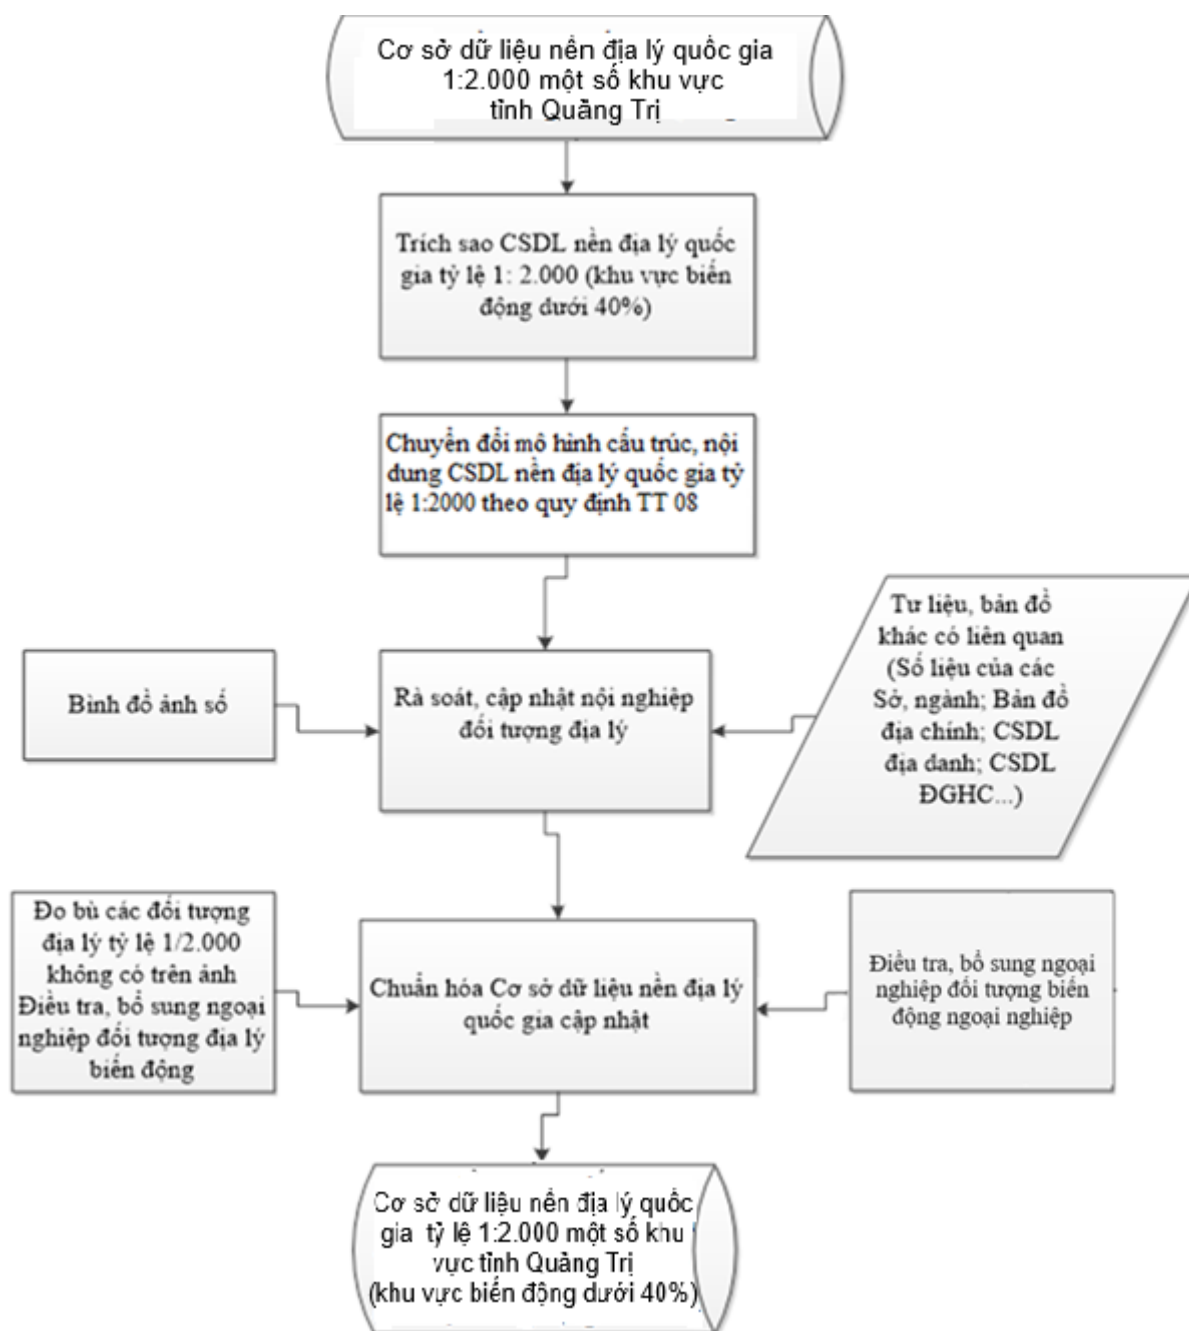 Cơ sở dữ liệu nền địa lý quốc gia
1:2.000 một số khu vực
tỉnh Quảng Trị
Trích sao CSDL nền địa lý quốc
gia tỷ lệ 1: 2.000 (khu vực biến
động dưới 40%)
Chuyển đổi mô hình cấu trúc, nội
dung CSDL nền địa lý quốc gia tỷ
lệ 1:2000 theo quy định TT 08
Bình đồ ảnh số
Rà soát, cập nhật nội nghiệp
đối tượng địa lý
Tư liệu, bản đồ
khác có liên quan
(Số liệu của các
Sở, ngành; Bản đồ
địa chính; CSDL
địa danh; CSDL
ĐGHC...)
Đo bù các đối tượng
địa lý tỷ lệ 1/2.000
không có trên ảnh
Điều tra, bổ sung ngoại
nghiệp đối tượng địa lý
biến động
Chuẩn hóa Cơ sở dữ liệu nền địa lý
quốc gia cập nhật
Điều tra, bổ sung ngoại
nghiệp đối tượng biến
động ngoại nghiệp
Cơ sở dữ liệu nền địa lý quốc
gia tỷ lệ 1:2.000 một số khu
vực tỉnh Quảng Trị
(khu vực biến động dưới 40%)